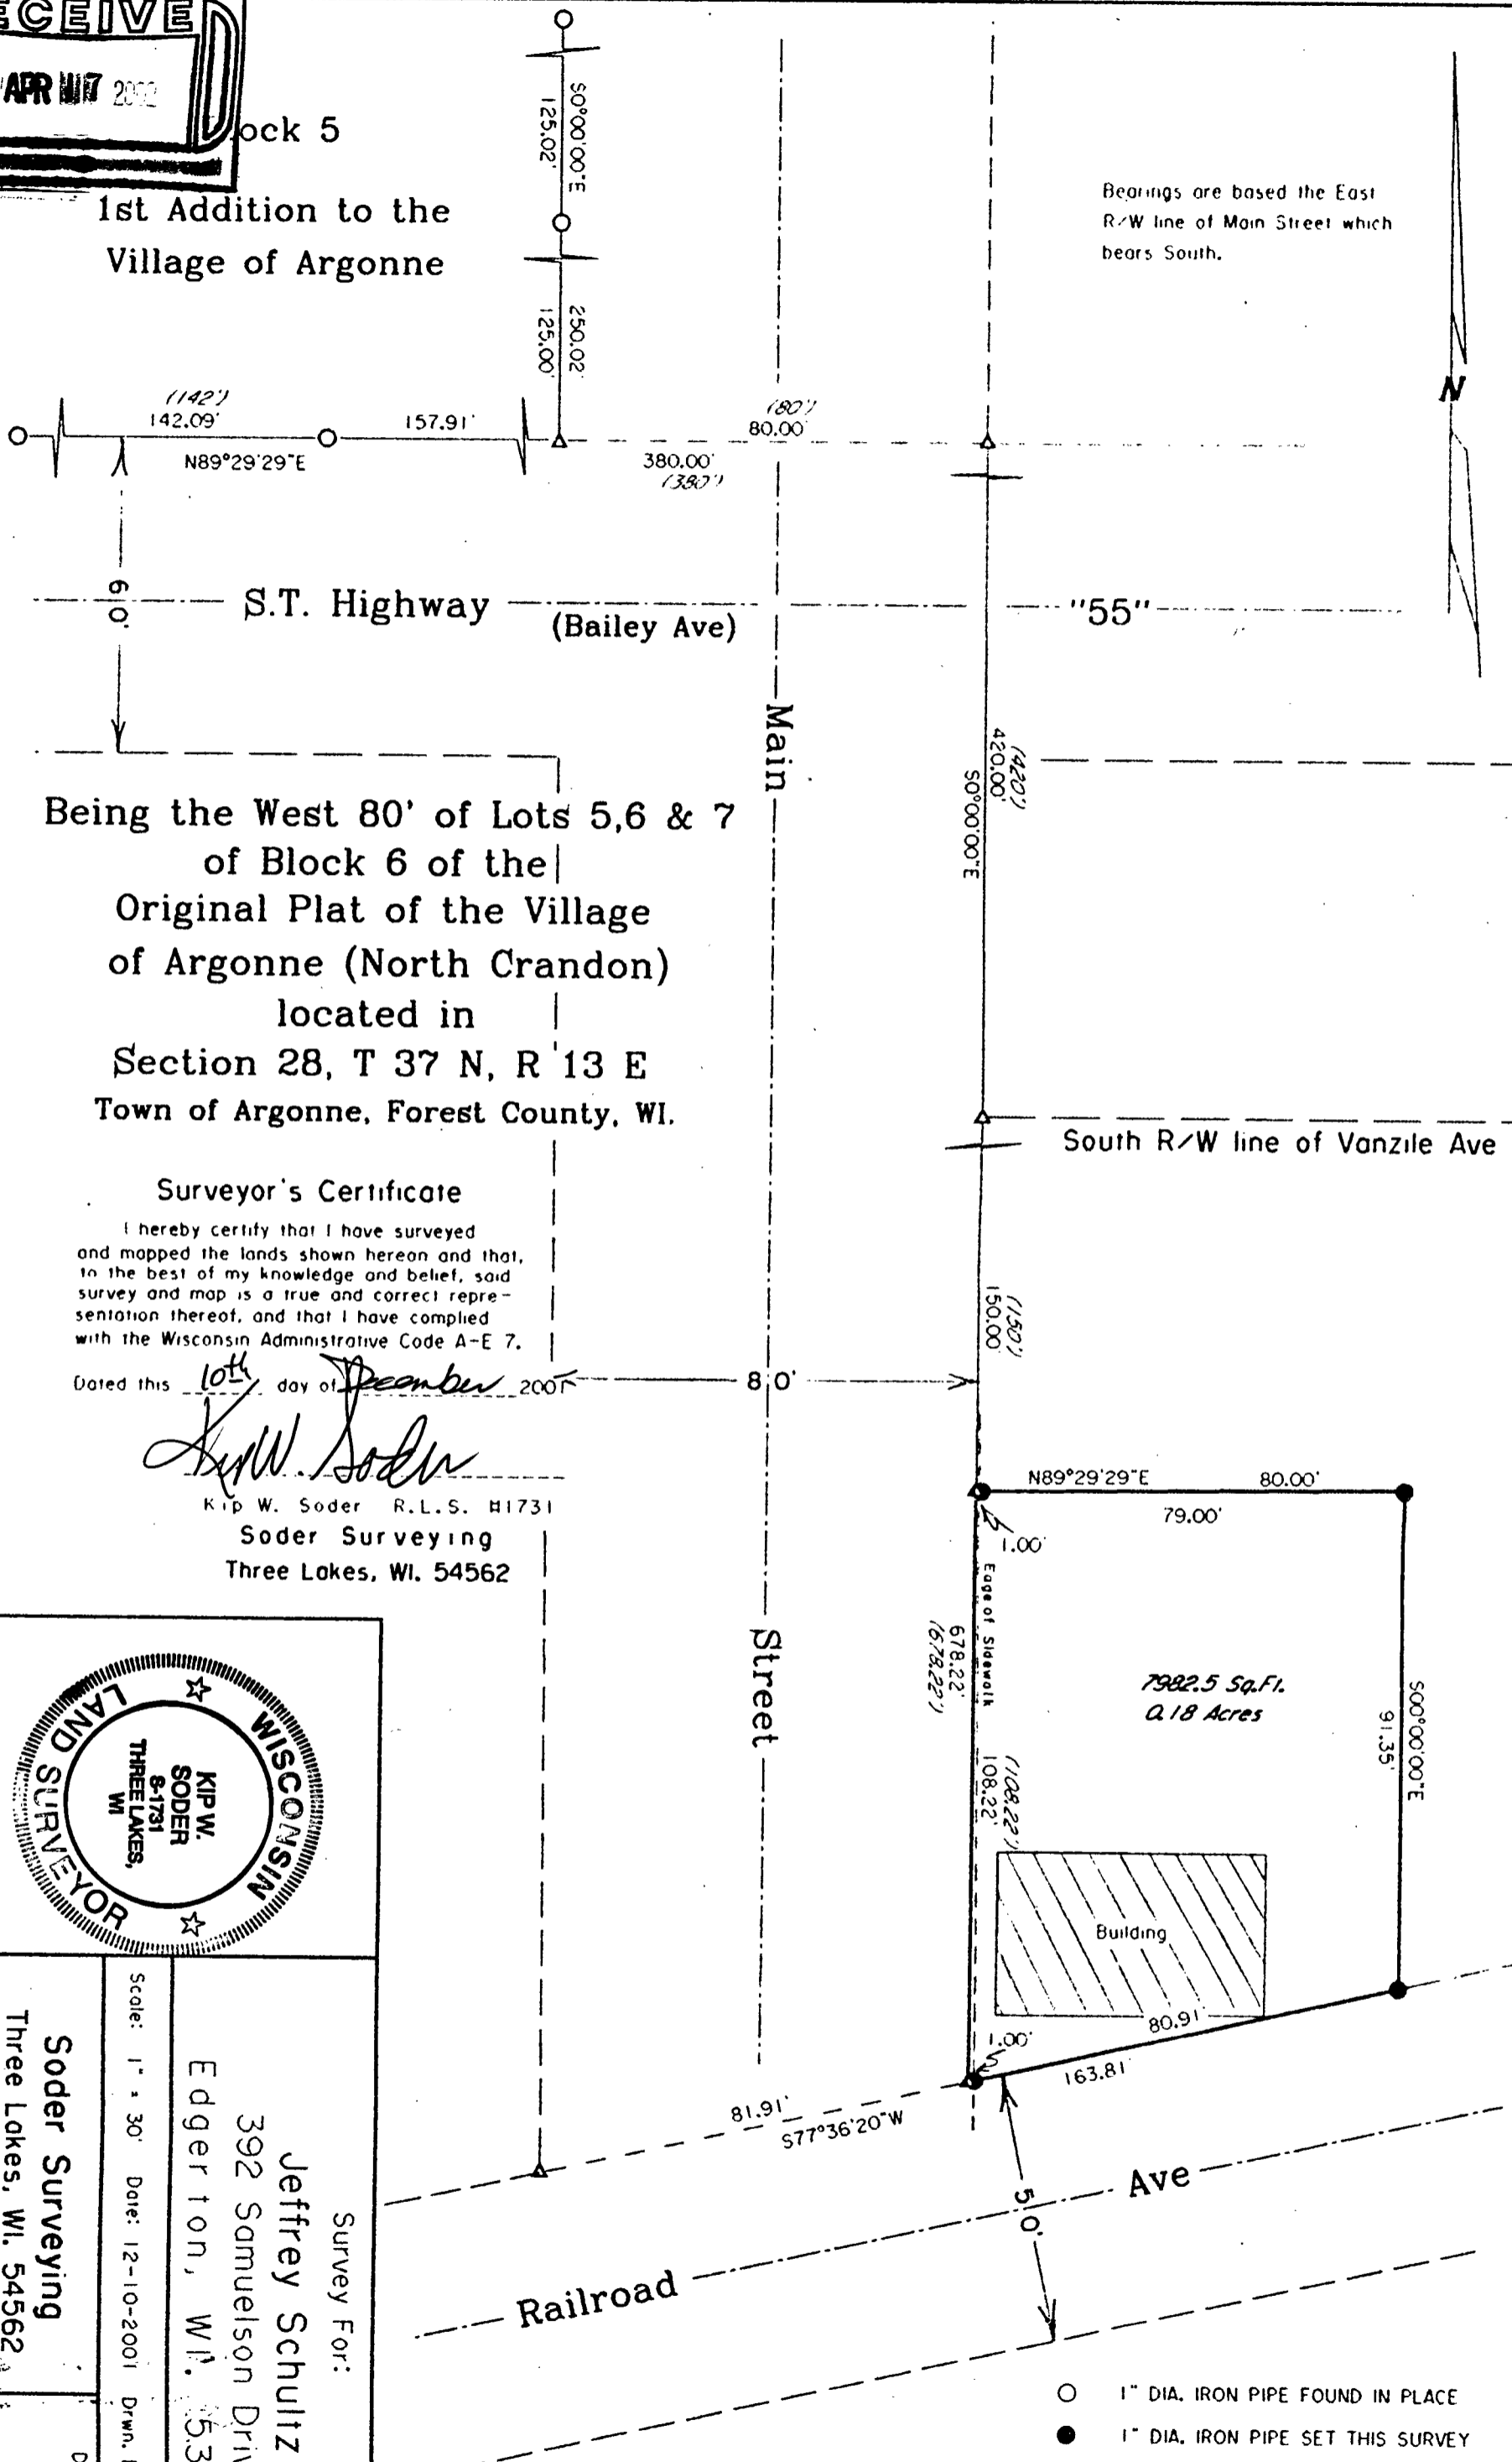 ECEIVED
APR 17 2002
ock 5
1st Addition to the
Village of Argonne
S0°00'00"E
125.02'
250.02'
125.00'
Bearings are based the East
R/W line of Main Street which
bears South.
N
(142')
142.09'
157.91'
N89°29'29"E
(80')
80.00'
380.00'
(380')
60'
S.T. Highway
(Bailey Ave)
"55"
Main
(420')
420.00'
S0°00'00"E
Being the West 80' of Lots 5,6 & 7
of Block 6 of the
Original Plat of the Village
of Argonne (North Crandon)
located in
Section 28, T 37 N, R 13 E
Town of Argonne, Forest County, WI.
South R/W line of Vanzile Ave
Surveyor's Certificate
I hereby certify that I have surveyed
and mapped the lands shown hereon and that,
to the best of my knowledge and belief, said
survey and map is a true and correct repre-
sentation thereof, and that I have complied
with the Wisconsin Administrative Code A-E 7.
Dated this 10th day of December 2001
Kip W. Soder
Kip W. Soder R.L.S. #1731
Soder Surveying
Three Lakes, WI. 54562
(150')
150.00'
80'
N89°29'29"E 80.00'
79.00'
1.00'
Eage of Sidewalk
678.22'
(678.22')
Street
7982.5 Sq.Ft.
0.18 Acres
S00°00'00"E
91.35'
(108.22')
108.22'
Building
80.91'
1.00'
163.81'
81.91'
S77°36'20"W
50'
Railroad Ave
WISCONSIN
LAND SURVEYOR
KIP W.
SODER
S-1731
THREE LAKES,
WI
Survey For:
Jeffrey Schultz
392 Samuelson Driv
Edgerton, WI. 53
Scale: 1" = 30' Date: 12-10-2001 Drwn.
Soder Surveying
Three Lakes, WI. 54562
1" DIA. IRON PIPE FOUND IN PLACE
1" DIA. IRON PIPE SET THIS SURVEY